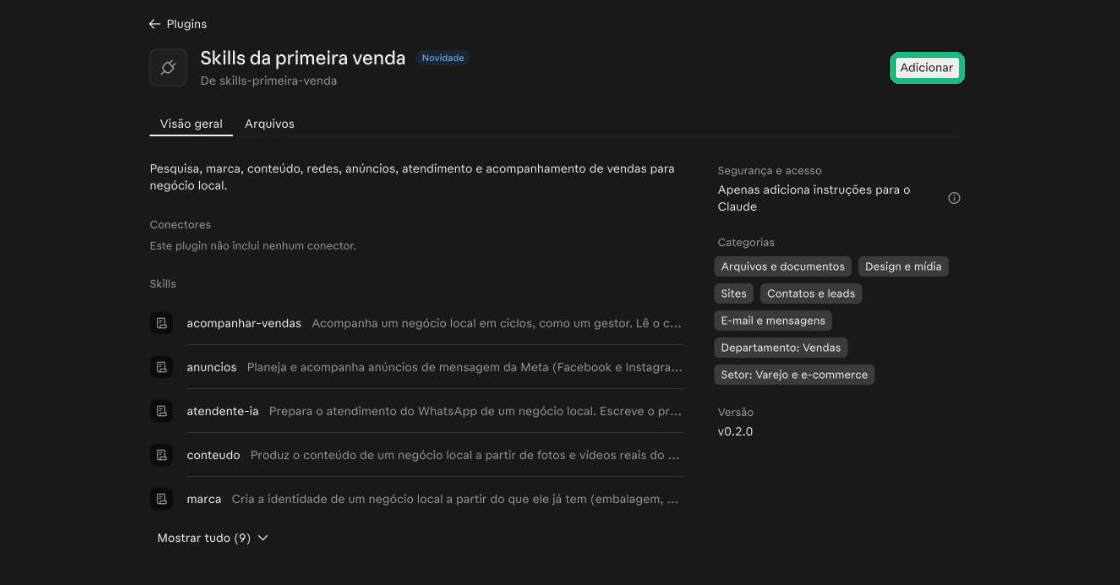 ← Plugins
Skills da primeira venda Novidade
De skills-primeira-venda
Adicionar
Visão geral Arquivos
Pesquisa, marca, conteúdo, redes, anúncios, atendimento e acompanhamento de vendas para
negócio local.
Conectores
Este plugin não inclui nenhum conector.
Skills
acompanhar-vendas Acompanha um negócio local em ciclos, como um gestor. Lê o c...
anuncios Planeja e acompanha anúncios de mensagem da Meta (Facebook e Instagra...
atendente-ia Prepara o atendimento do WhatsApp de um negócio local. Escreve o pr...
conteudo Produz o conteúdo de um negócio local a partir de fotos e vídeos reais do ...
marca Cria a identidade de um negócio local a partir do que ele já tem (embalagem, ...
Mostrar tudo (9)
Segurança e acesso
Apenas adiciona instruções para o
Claude
Categorias
Arquivos e documentos Design e mídia
Sites Contatos e leads
E-mail e mensagens
Departamento: Vendas
Setor: Varejo e e-commerce
Versão
v0.2.0